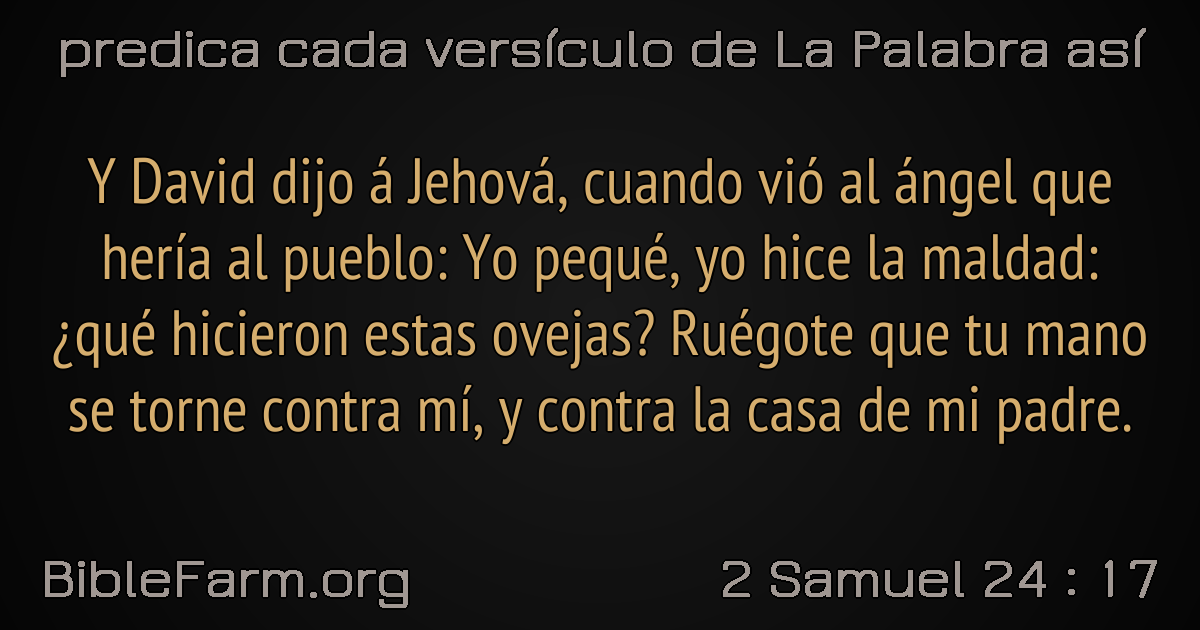 predica cada versículo de La Palabra así
Y David dijo á Jehová, cuando vió al ángel que
hería al pueblo: Yo pequé, yo hice la maldad:
¿qué hicieron estas ovejas? Ruégote que tu mano
se torne contra mí, y contra la casa de mi padre.
BibleFarm.org
2 Samuel 24 : 17